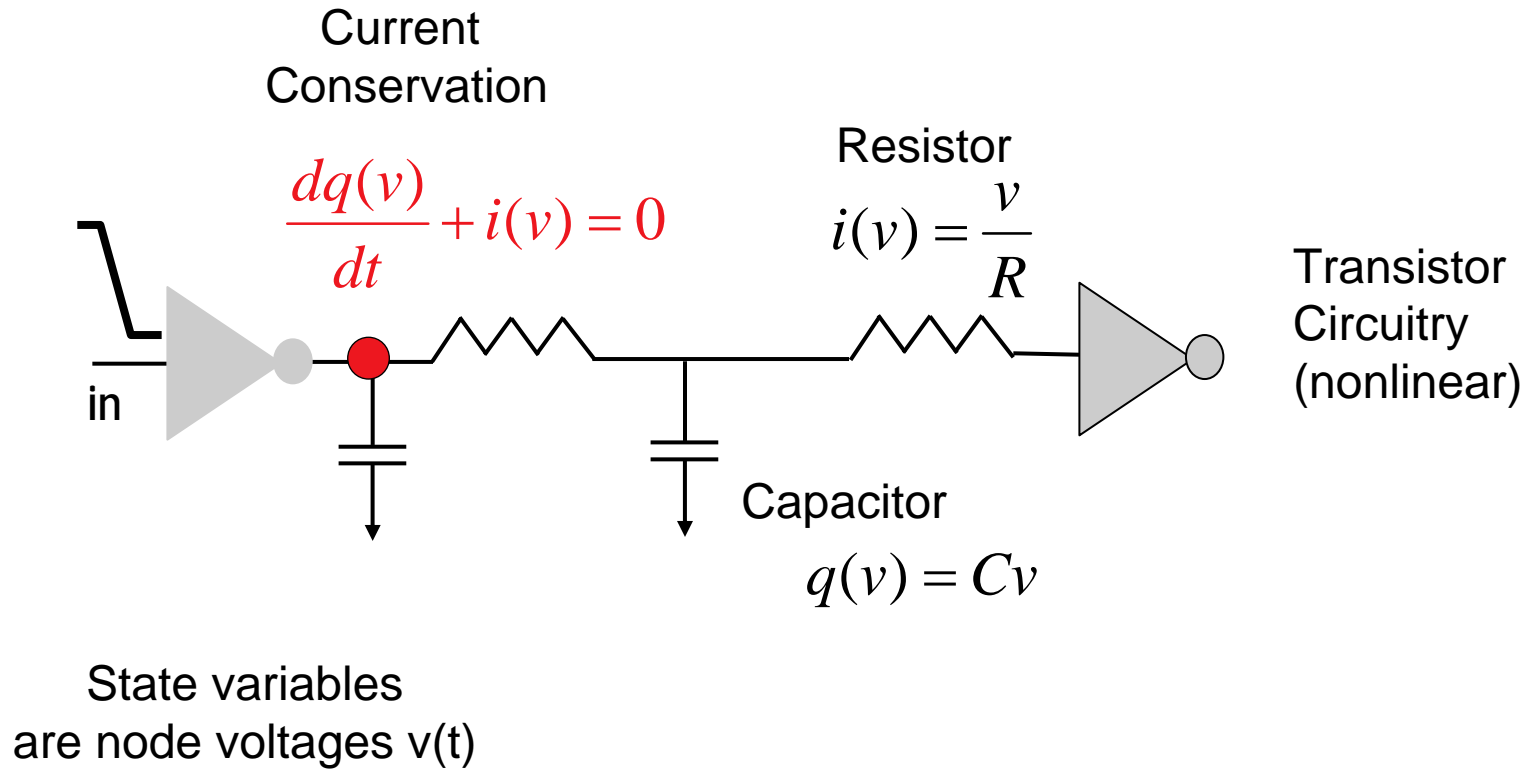 Current
Conservation
dq(v)/dt + i(v) = 0
Resistor
i(v) = v/R
Transistor
Circuitry
(nonlinear)
in
Capacitor
q(v) = Cv
State variables
are node voltages v(t)